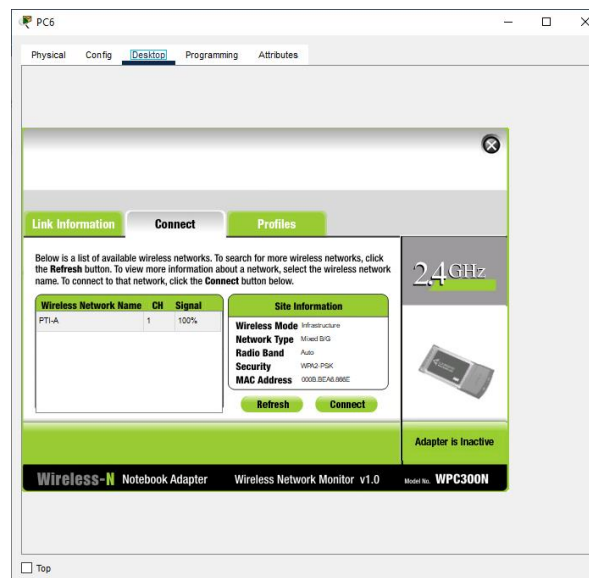 PC6
Physical Config Desktop Programming Attributes
Link Information Connect Profiles
Below is a list of available wireless networks. To search for more wireless networks, click
the Refresh button. To view more information about a network, select the wireless network
name. To connect to that network, click the Connect button below.
2.4GHz
Wireless Network Name CH Signal
PTI-A 1 100%
Site Information
Wireless Mode Infrastructure
Network Type Mixed B/G
Radio Band Auto
Security WPA2-PSK
MAC Address
Refresh Connect
Adapter is Inactive
Wireless-N Notebook Adapter Wireless Network Monitor v1.0 Model No. WPC300N
Top